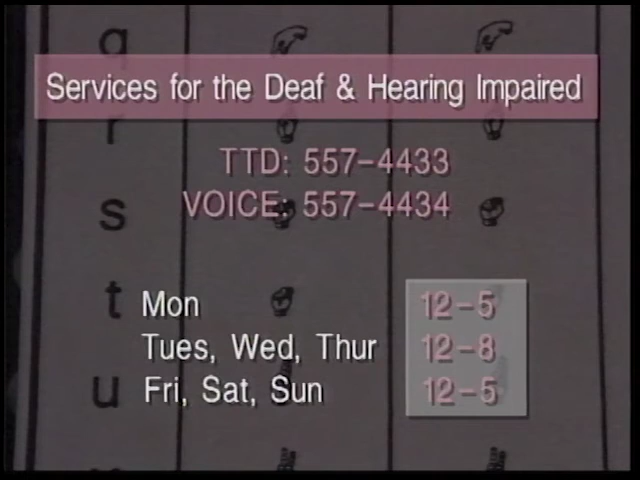 q
Services for the Deaf & Hearing Impaired
r
TTD: 557-4433
VOICE: 557-4434
s
t
Mon 12-5
Tues, Wed, Thur 12-8
u
Fri, Sat, Sun 12-5